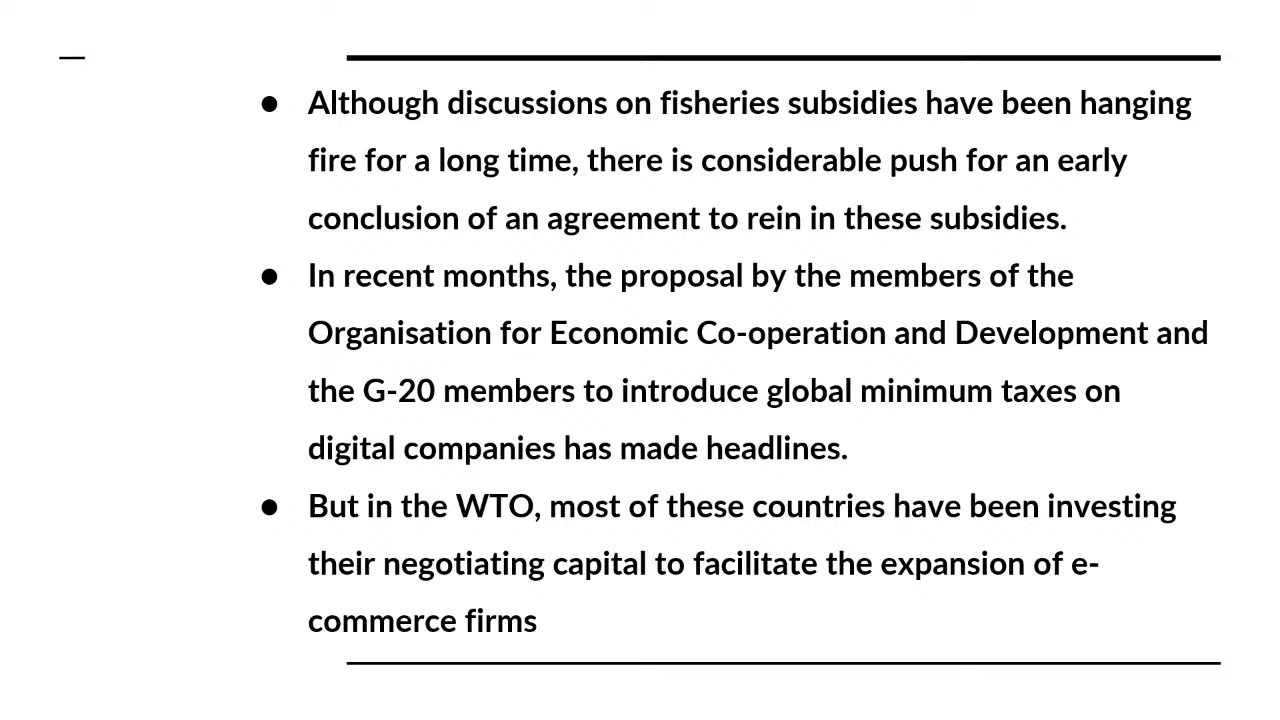 ● Although discussions on fisheries subsidies have been hanging
fire for a long time, there is considerable push for an early
conclusion of an agreement to rein in these subsidies.
● In recent months, the proposal by the members of the
Organisation for Economic Co-operation and Development and
the G-20 members to introduce global minimum taxes on
digital companies has made headlines.
● But in the WTO, most of these countries have been investing
their negotiating capital to facilitate the expansion of e-
commerce firms